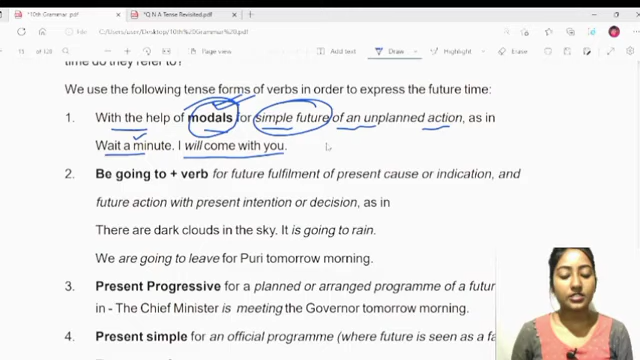 *10th Grammar.pdf
*Q N A Tense Revisited.pdf
of 128
Page view
Add text
Draw
Highlight
Erase
time do they refer to?
We use the following tense forms of verbs in order to express the future time:
1. With the help of modals for simple future of an unplanned action, as in
Wait a minute. I will come with you.
2. Be going to + verb for future fulfilment of present cause or indication, and
future action with present intention or decision, as in
There are dark clouds in the sky. It is going to rain.
We are going to leave for Puri tomorrow morning.
3. Present Progressive for a planned or arranged programme of a futur
in - The Chief Minister is meeting the Governor tomorrow morning.
4. Present simple for an official programme (where future is seen as a fa